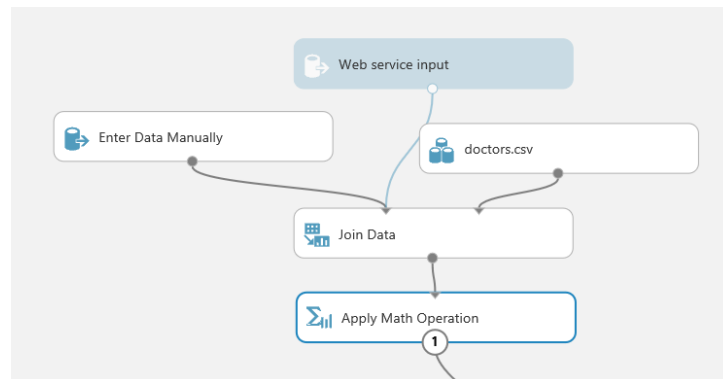 Web service input
Enter Data Manually
doctors.csv
Join Data
Apply Math Operation
1